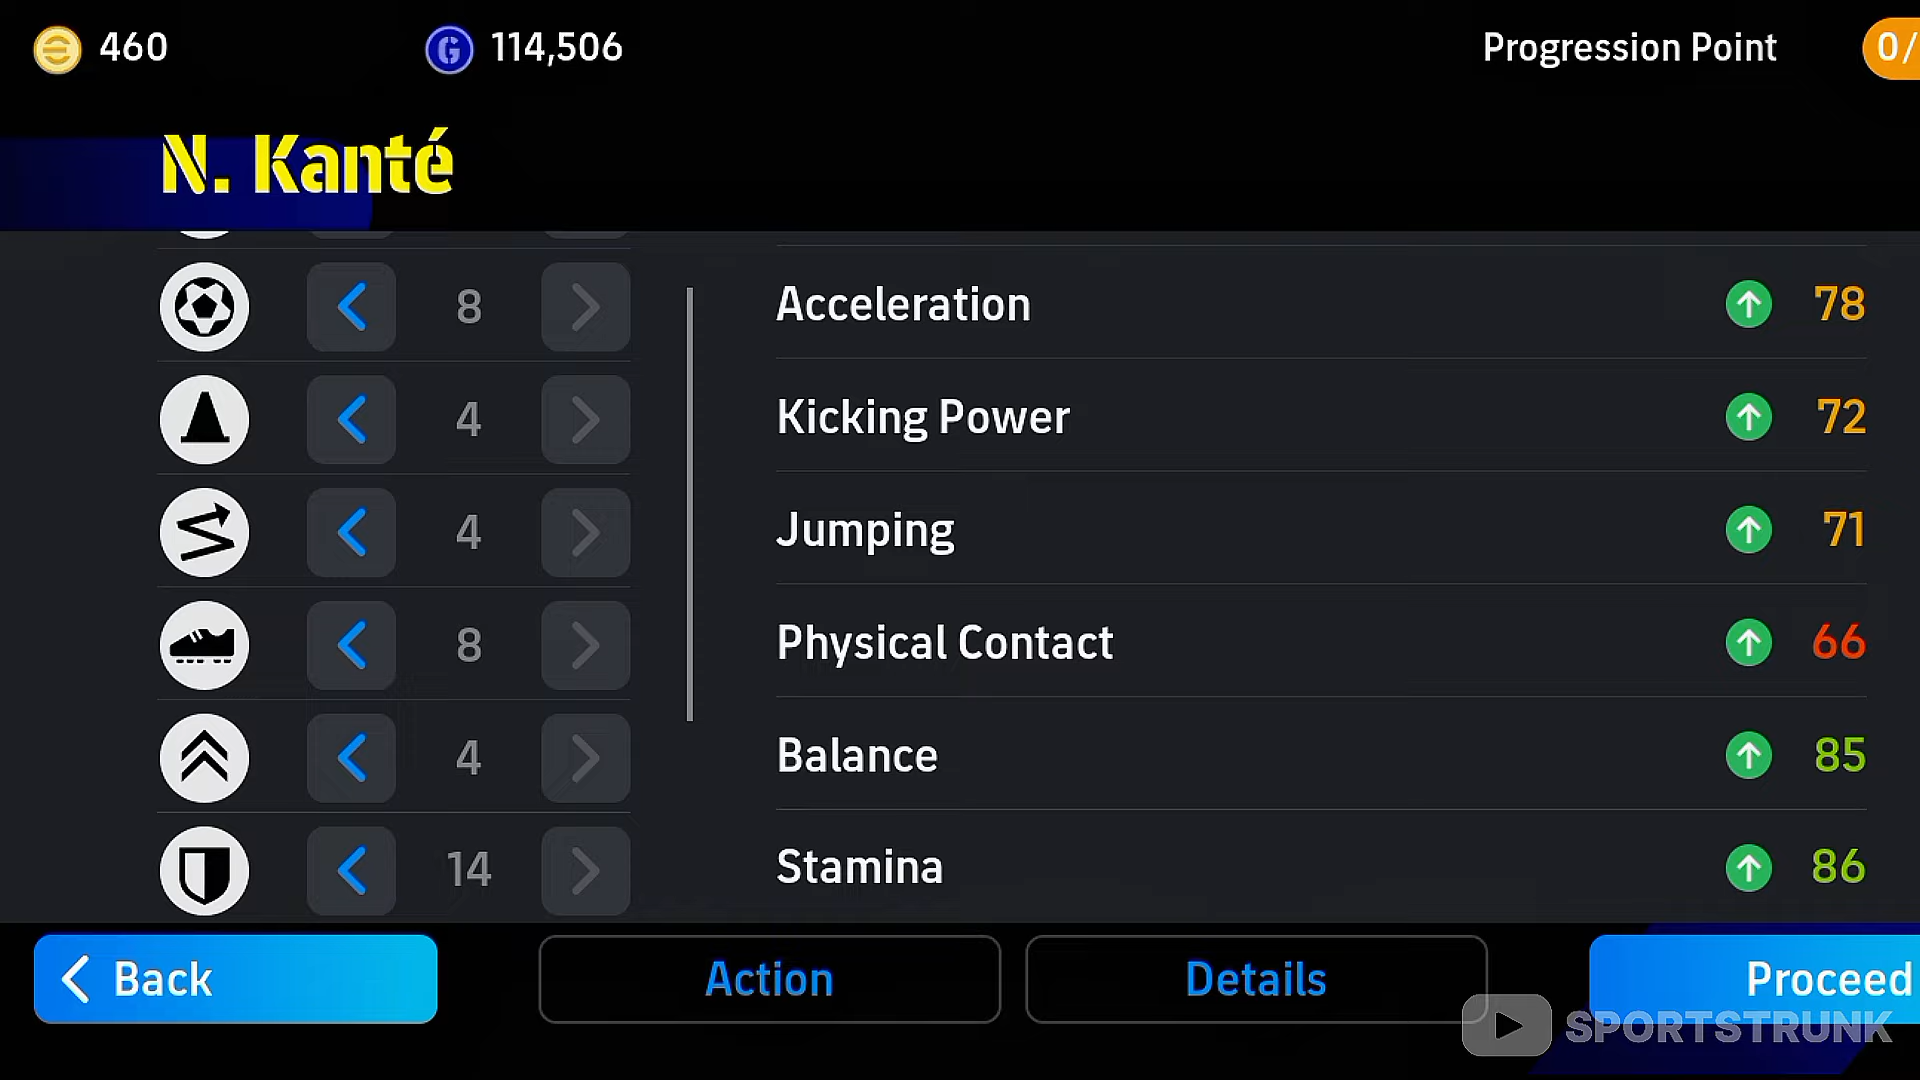 460
114,506
Progression Point
0/
N. Kanté
8
Acceleration
78
4
Kicking Power
72
4
Jumping
71
8
Physical Contact
66
4
Balance
85
14
Stamina
86
Back
Action
Details
Proceed
SPORTSTRUNK